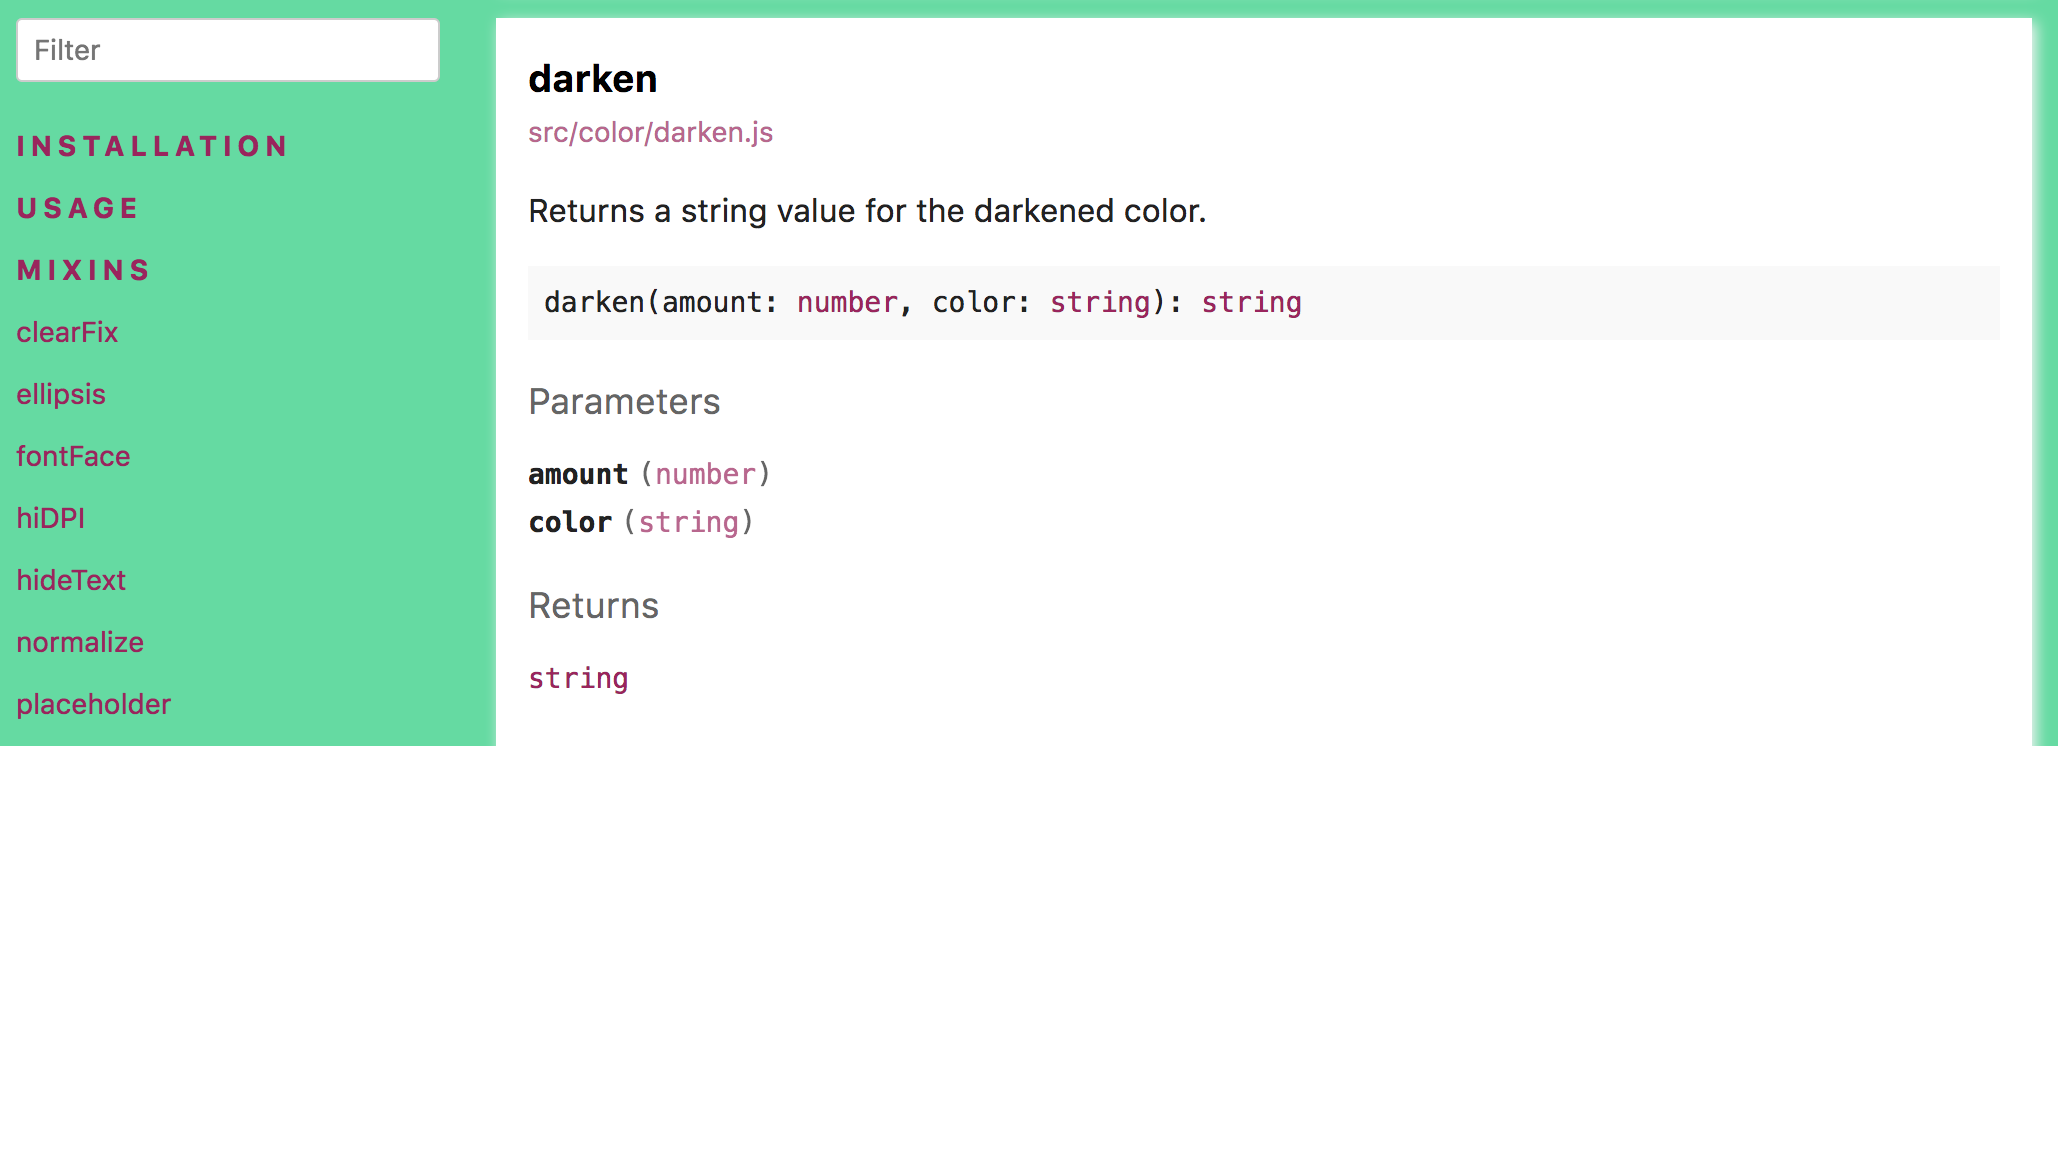 Filter
INSTALLATION
USAGE
MIXINS
clearFix
ellipsis
fontFace
hiDPI
hideText
normalize
placeholder
darken
src/color/darken.js
Returns a string value for the darkened color.
darken(amount: number, color: string): string
Parameters
amount (number)
color (string)
Returns
string